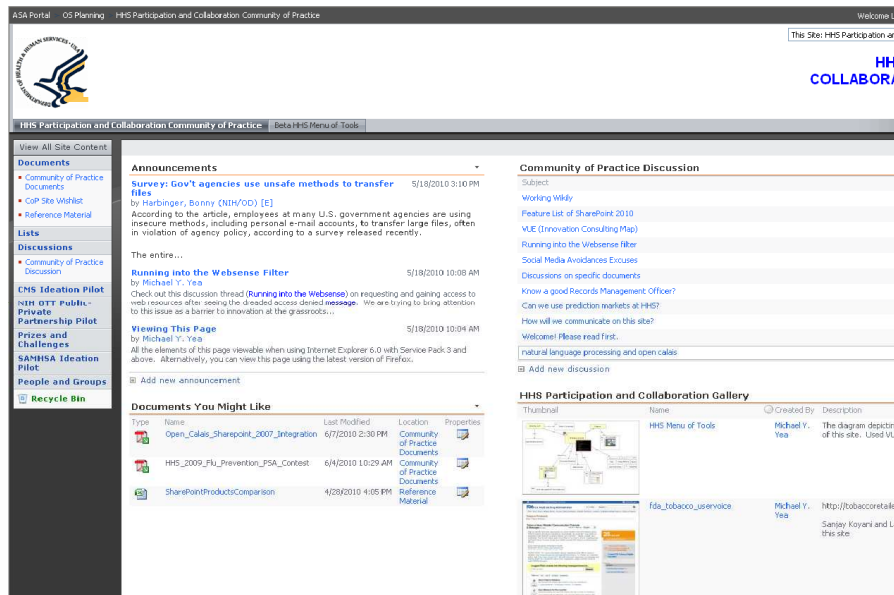 ASA Portal OS Planning HHS Participation and Collaboration Community of Practice
Welcome L
This Site: HHS Participation ar
DEPARTMENT OF HEALTH & HUMAN SERVICES · USA
HH
COLLABORA
HHS Participation and Collaboration Community of Practice Beta HHS Menu of Tools
View All Site Content
Documents
Community of Practice
Documents
CoP Site Wishlist
Reference Material
Lists
Discussions
Community of Practice
Discussion
CMS Ideation Pilot
NIH OTT Public-
Private
Partnership Pilot
Prizes and
Challenges
SAMHSA Ideation
Pilot
People and Groups
Recycle Bin
Announcements
Survey: Gov't agencies use unsafe methods to transfer 5/18/2010 3:10 PM
files
by Harbinger, Bonny (NIH/OD) [E]
According to the article, employees at many U.S. government agencies are using
insecure methods, including personal e-mail accounts, to transfer large files, often
in violation of agency policy, according to a survey released recently.
The entire...
Running into the Websense Filter 5/18/2010 10:08 AM
by Michael Y. Yea
Check out this discussion thread (Running into the Websense) on requesting and gaining access to
web resources after seeing the dreaded access denied message. We are trying to bring attention
to this issue as a barrier to innovation at the grassroots...
Viewing This Page 5/18/2010 10:04 AM
by Michael Y. Yea
All the elements of this page viewable when using Internet Explorer 6.0 with Service Pack 3 and
above. Alternatively, you can view this page using the latest version of Firefox.
Add new announcement
Documents You Might Like
Type Name Last Modified Location Properties
Open_Calais_Sharepoint_2007_Integration 6/7/2010 2:30 PM Community
of Practice
Documents
HHS_2009_Flu_Prevention_PSA_Contest 6/4/2010 10:29 AM Community
of Practice
Documents
SharePointProductsComparison 4/28/2010 4:05 PM Reference
Material
Community of Practice Discussion
Subject
Working Wikily
Feature List of SharePoint 2010
VUE (Innovation Consulting Map)
Running into the Websense filter
Social Media Avoidances Excuses
Discussions on specific documents
Know a good Records Management Officer?
Can we use prediction markets at HHS?
How will we communicate on this site?
Welcome! Please read first.
natural language processing and open calais
Add new discussion
HHS Participation and Collaboration Gallery
Thumbnail Name Created By Description
HHS Menu of Tools Michael Y. The diagram depictin
Yea of this site. Used VU
fda_tobacco_uservoice Michael Y. http://tobaccoretaile
Yea
Sanjay Koyani and L
this site